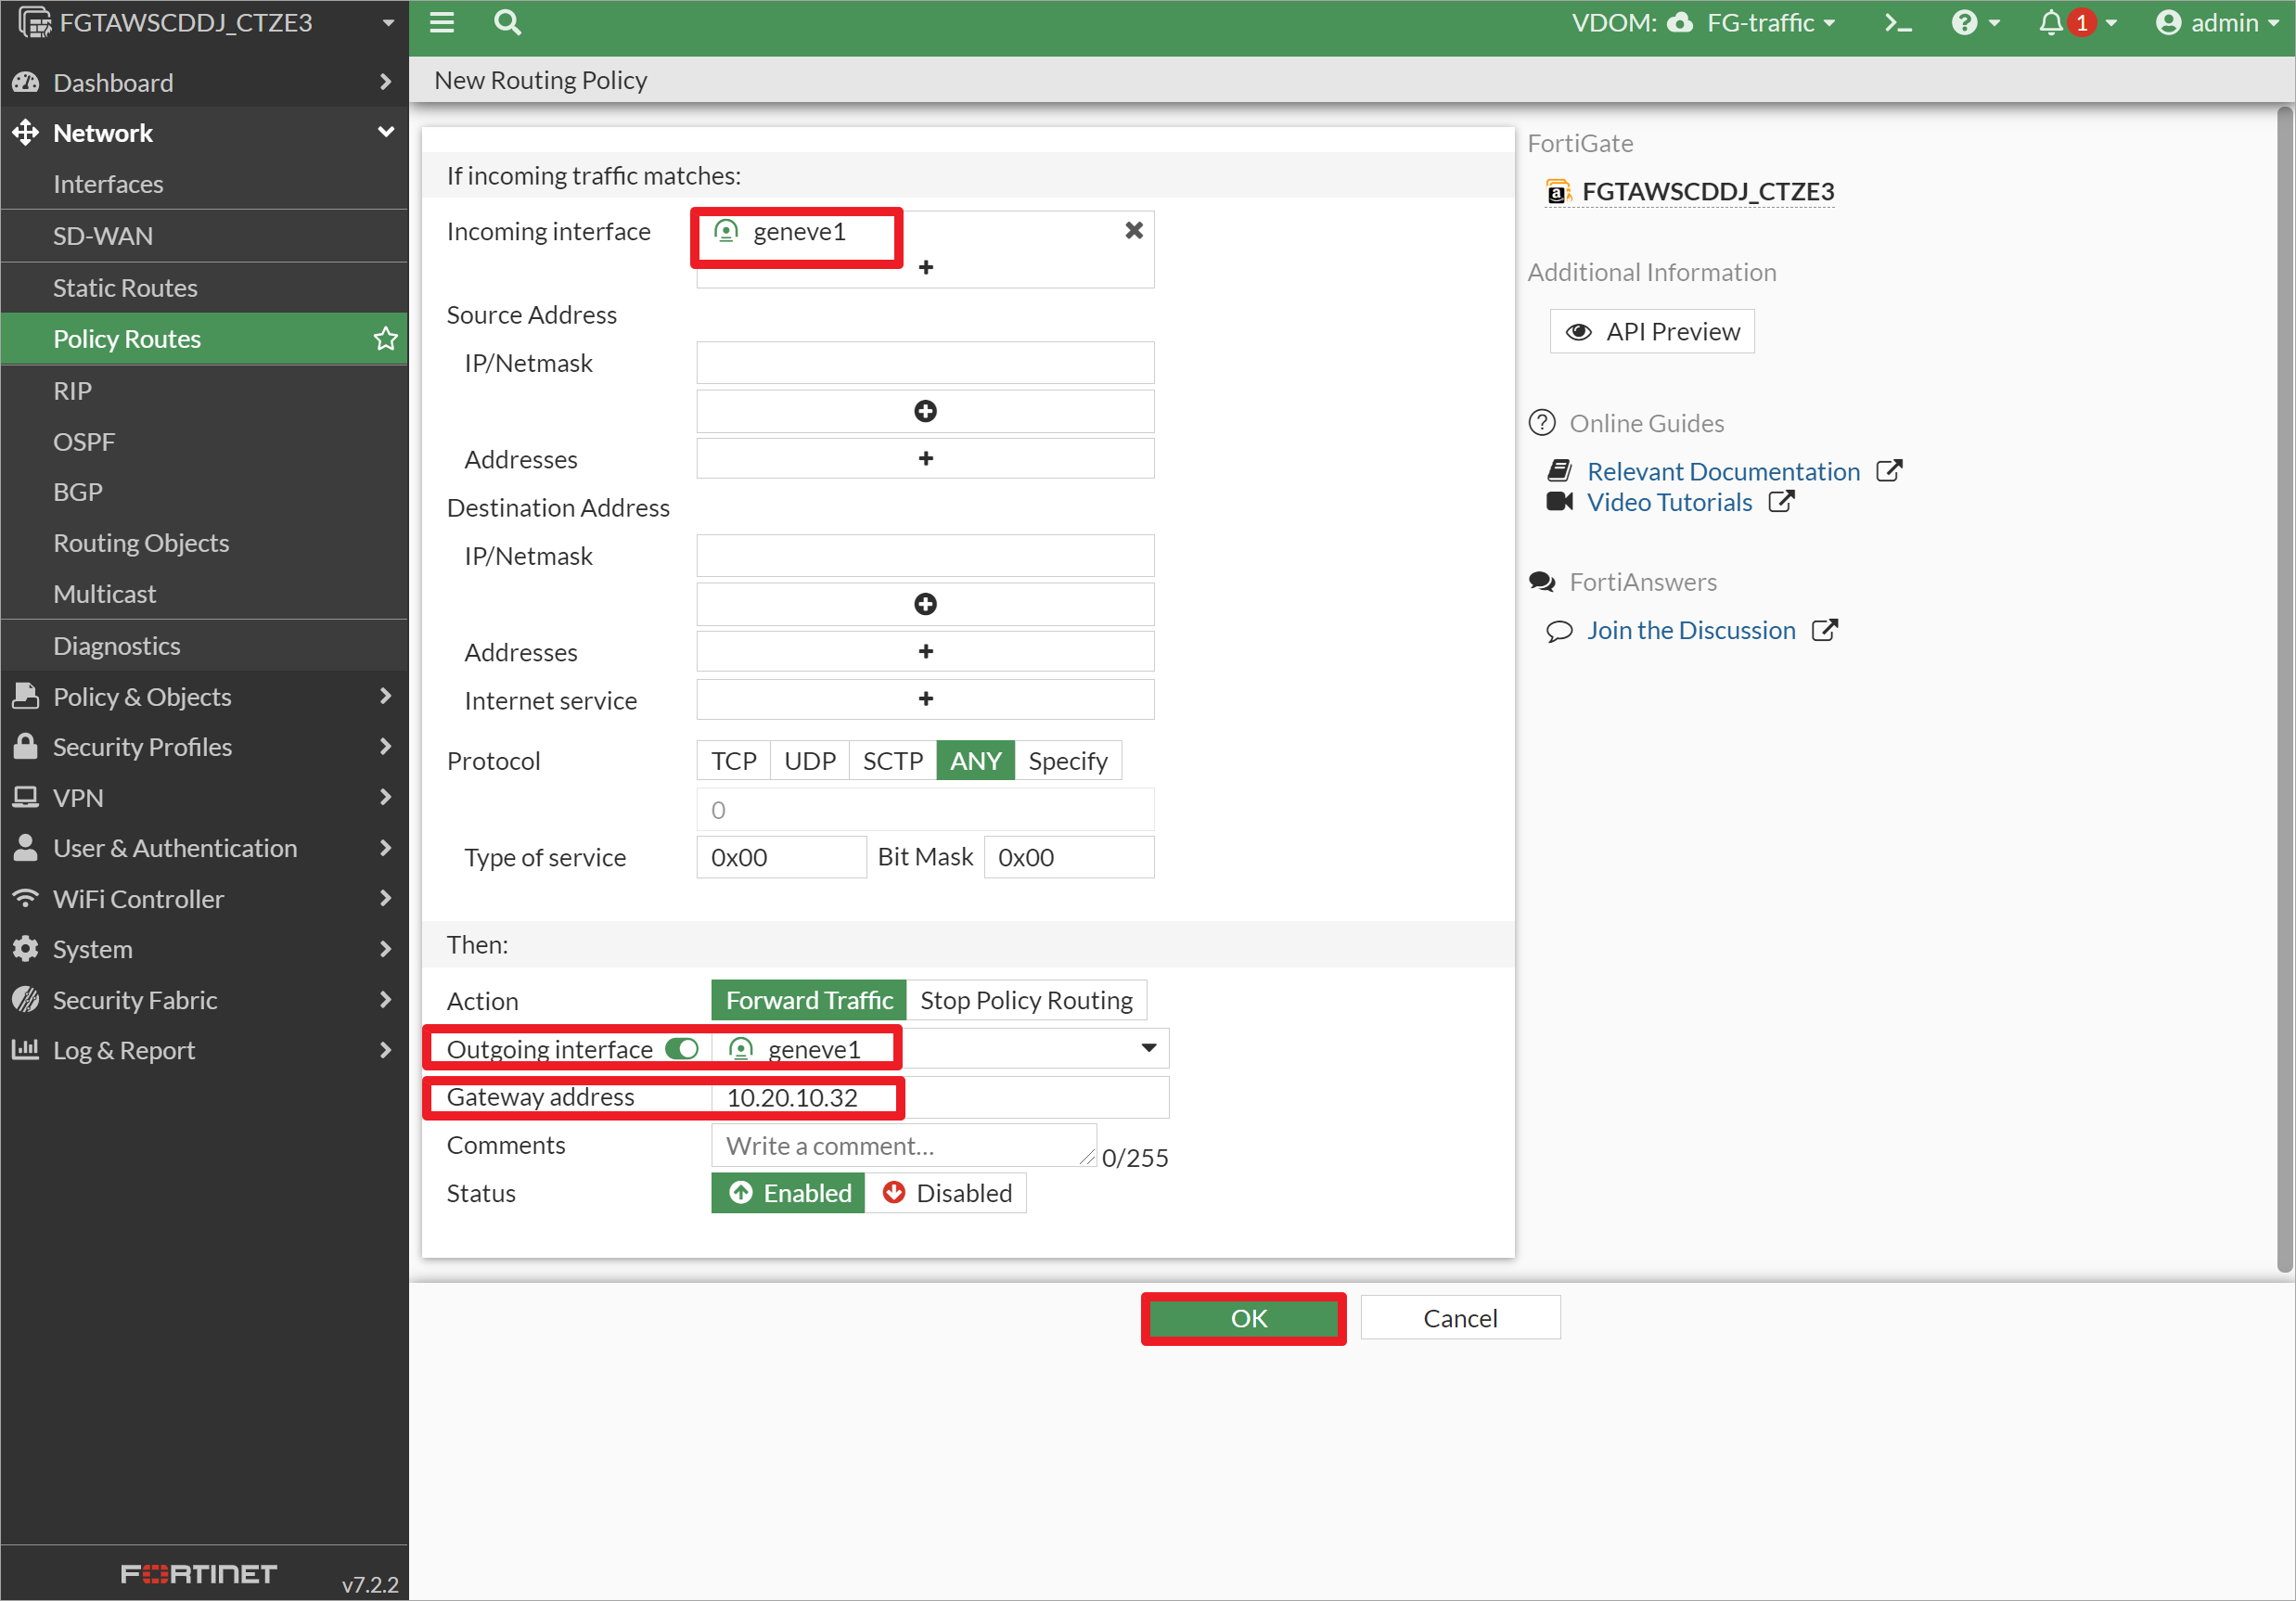 FGTAWSCDDJ_CTZE3
VDOM: FG-traffic
1
admin
Dashboard
Network
Interfaces
SD-WAN
Static Routes
Policy Routes
RIP
OSPF
BGP
Routing Objects
Multicast
Diagnostics
Policy & Objects
Security Profiles
VPN
User & Authentication
WiFi Controller
System
Security Fabric
Log & Report
FORTINET
v7.2.2
New Routing Policy
If incoming traffic matches:
Incoming interface geneve1
Source Address
IP/Netmask
Addresses
Destination Address
IP/Netmask
Addresses
Internet service
Protocol TCP UDP SCTP ANY Specify
0
Type of service 0x00 Bit Mask 0x00
Then:
Action Forward Traffic Stop Policy Routing
Outgoing interface geneve1
Gateway address 10.20.10.32
Comments Write a comment... 0/255
Status Enabled Disabled
OK Cancel
FortiGate
FGTAWSCDDJ_CTZE3
Additional Information
API Preview
Online Guides
Relevant Documentation
Video Tutorials
FortiAnswers
Join the Discussion